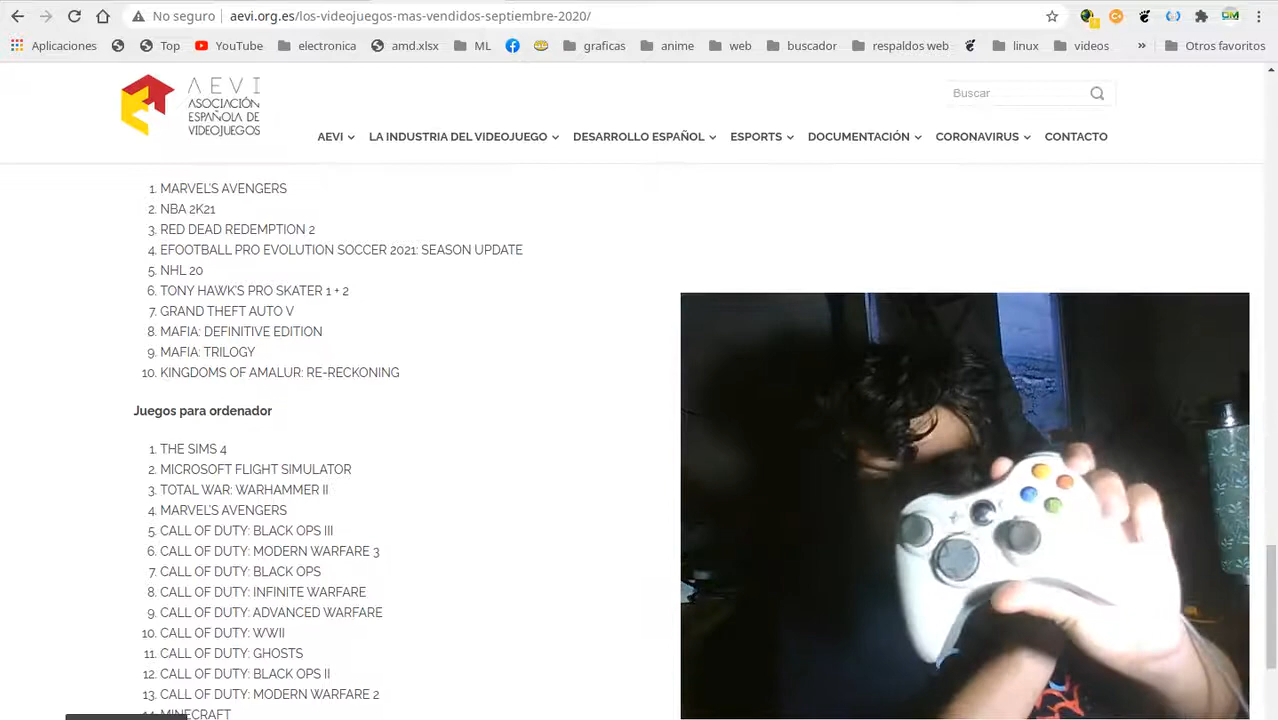 No seguro
aevi.org.es/los-videojuegos-mas-vendidos-septiembre-2020/
Aplicaciones
Top
YouTube
electronica
amd.xlsx
ML
graficas
anime
web
buscador
respaldos web
linux
videos
»
Otros favoritos
AEVI
ASOCIACIÓN
ESPAÑOLA DE
VIDEOJUEGOS
Buscar
AEVI
LA INDUSTRIA DEL VIDEOJUEGO
DESARROLLO ESPAÑOL
ESPORTS
DOCUMENTACIÓN
CORONAVIRUS
CONTACTO
1. MARVEL'S AVENGERS
2. NBA 2K21
3. RED DEAD REDEMPTION 2
4. EFOOTBALL PRO EVOLUTION SOCCER 2021: SEASON UPDATE
5. NHL 20
6. TONY HAWK'S PRO SKATER 1 + 2
7. GRAND THEFT AUTO V
8. MAFIA: DEFINITIVE EDITION
9. MAFIA: TRILOGY
10. KINGDOMS OF AMALUR: RE-RECKONING
Juegos para ordenador
1. THE SIMS 4
2. MICROSOFT FLIGHT SIMULATOR
3. TOTAL WAR: WARHAMMER II
4. MARVEL'S AVENGERS
5. CALL OF DUTY: BLACK OPS III
6. CALL OF DUTY: MODERN WARFARE 3
7. CALL OF DUTY: BLACK OPS
8. CALL OF DUTY: INFINITE WARFARE
9. CALL OF DUTY: ADVANCED WARFARE
10. CALL OF DUTY: WWII
11. CALL OF DUTY: GHOSTS
12. CALL OF DUTY: BLACK OPS II
13. CALL OF DUTY: MODERN WARFARE 2
14. MINECRAFT